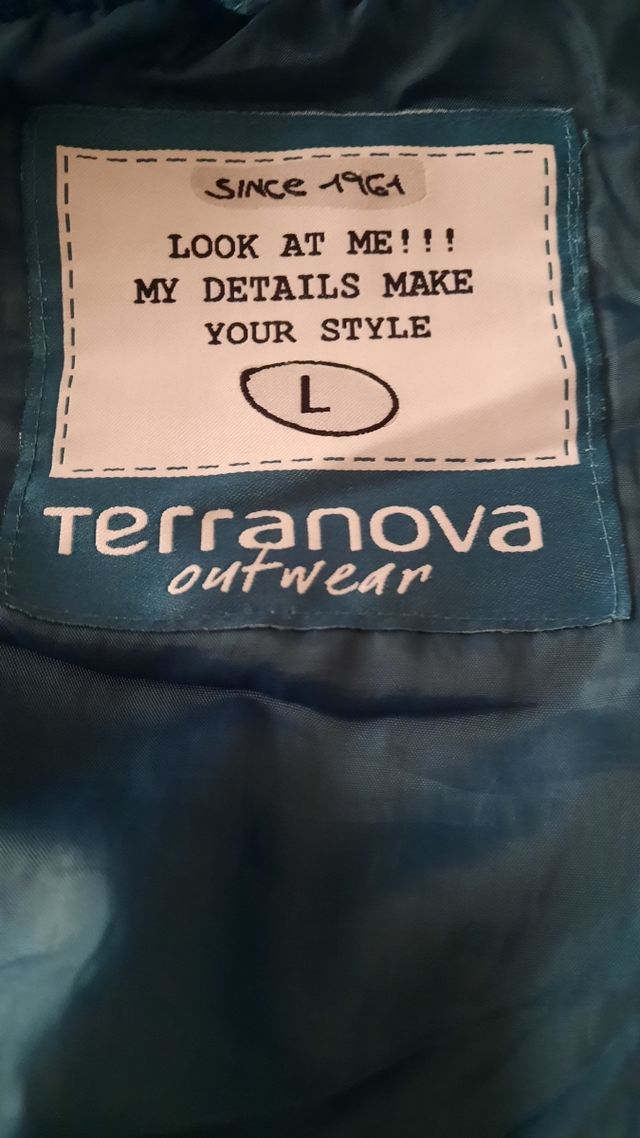 SINCE 1961
LOOK AT ME!!!
MY DETAILS MAKE
YOUR STYLE
L
Terranova
outwear